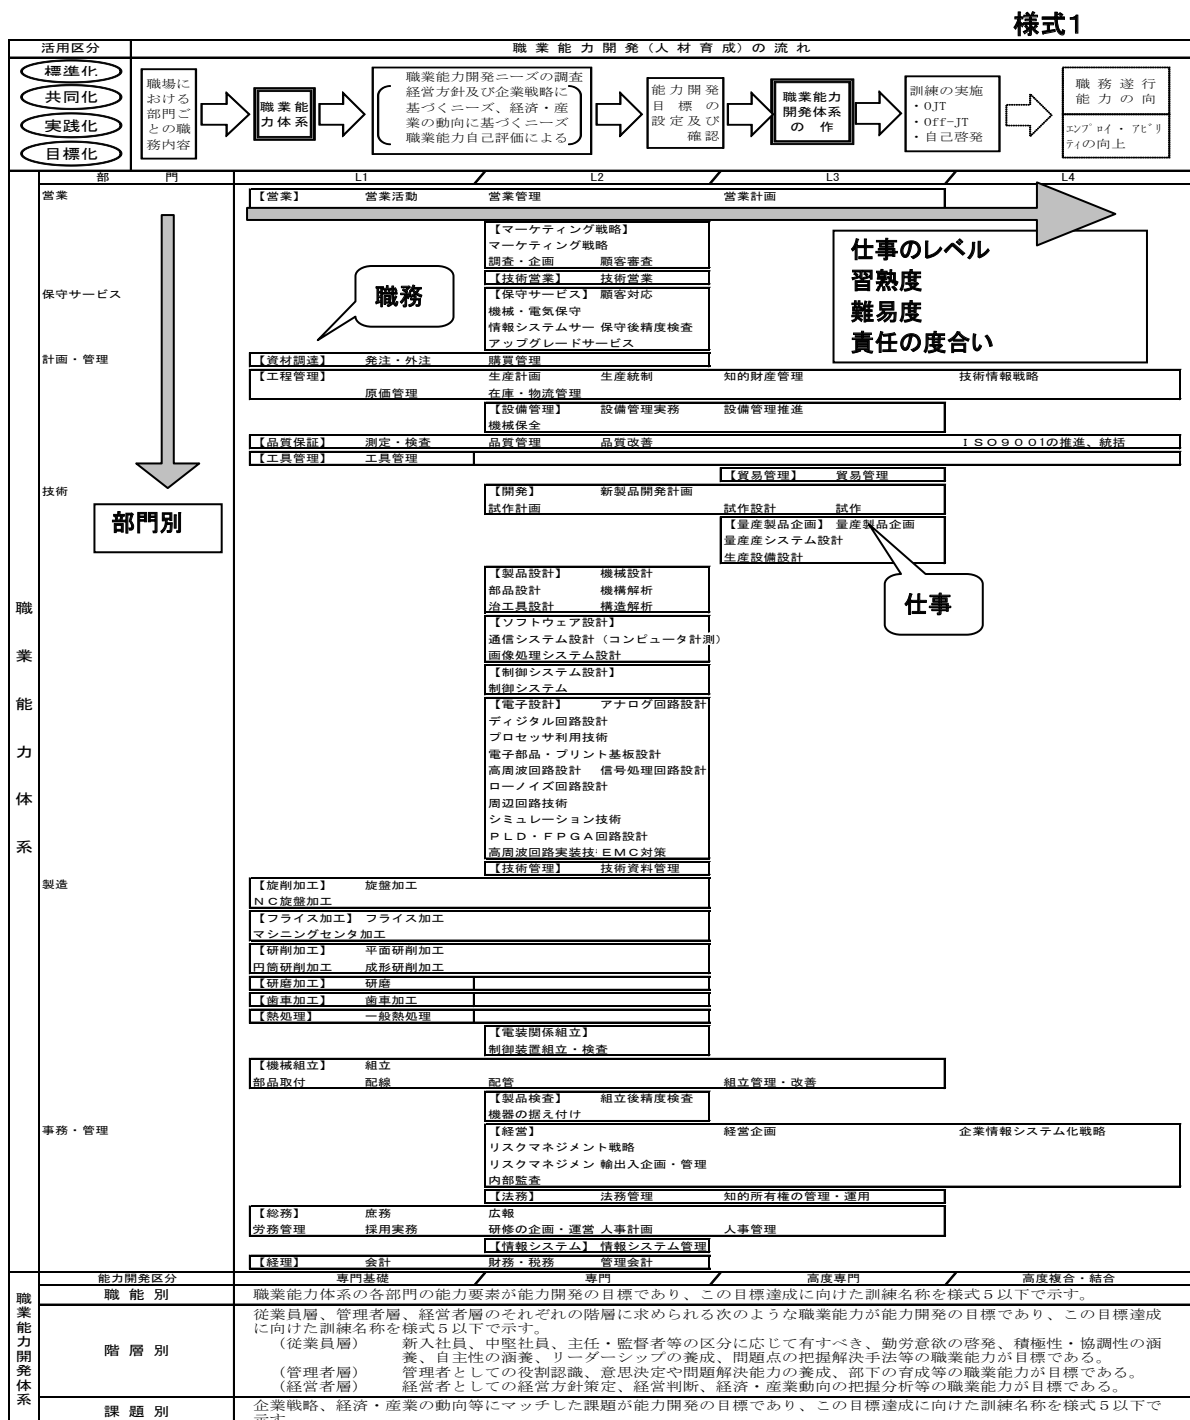 様式1
活用区分 職業能力開発(人材育成)の流れ
標準化
共同化
実践化
目標化
職場に
おける
部門ご
との職
務内容
職業能
力体系
職業能力開発ニーズの調査
経営方針及び企業戦略に
基づくニーズ、経済・産
業の動向に基づくニーズ
職業能力自己評価による
能力開発
目標の
設定及び
確認
職業能力
開発体系
の 作
訓練の実施
・OJT
・Off-JT
・自己啓発
職務遂行
能力の向
エンプロイ・アビリ
ティの向上
部 門 L1 L2 L3 L4
営業 【営業】 営業活動 営業管理 営業計画
【マーケティング戦略】
マーケティング戦略
調査・企画 顧客審査
【技術営業】 技術営業
仕事のレベル
習熟度
難易度
責任の度合い
職務
保守サービス 【保守サービス】 顧客対応
機械・電気保守
情報システムサー 保守後精度検査
アップグレードサービス
計画・管理 【資材調達】 発注・外注 購買管理
【工程管理】 生産計画 生産統制 知的財産管理 技術情報戦略
原価管理 在庫・物流管理
【設備管理】 設備管理実務 設備管理推進
機械保全
【品質保証】 測定・検査 品質管理 品質改善 ISO9001の推進、統括
【工具管理】 工具管理
【貿易管理】 貿易管理
技術 【開発】 新製品開発計画
試作計画 試作設計 試作
部門別
【量産製品企画】 量産製品企画
量産産システム設計
生産設備設計
仕事
【製品設計】 機械設計
部品設計 機構解析
治工具設計 構造解析
【ソフトウェア設計】
通信システム設計(コンピュータ計測)
画像処理システム設計
【制御システム設計】
制御システム
【電子設計】 アナログ回路設計
ディジタル回路設計
プロセッサ利用技術
電子部品・プリント基板設計
高周波回路設計 信号処理回路設計
ローノイズ回路設計
周辺回路技術
シミュレーション技術
PLD・FPGA回路設計
高周波回路実装技 EMC対策
【技術管理】 技術資料管理
職業能力体系
製造 【旋削加工】 旋盤加工
NC旋盤加工
【フライス加工】 フライス加工
マシニングセンタ加工
【研削加工】 平面研削加工
円筒研削加工 成形研削加工
【研磨加工】 研磨
【歯車加工】 歯車加工
【熱処理】 一般熱処理
【電装関係組立】
制御装置組立・検査
【機械組立】 組立
部品取付 配線 配管 組立管理・改善
【製品検査】 組立後精度検査
機器の据え付け
事務・管理 【経営】 経営企画 企業情報システム化戦略
リスクマネジメント戦略
リスクマネジメン 輸出入企画・管理
内部監査
【法務】 法務管理 知的所有権の管理・運用
【総務】 庶務 広報
労務管理 採用実務 研修の企画・運営 人事計画 人事管理
【情報システム】 情報システム管理
【経理】 会計 財務・税務 管理会計
能力開発区分 専門基礎 専門 高度専門 高度複合・結合
職業能力開発体系
職 能 別 職業能力体系の各部門の能力要素が能力開発の目標であり、この目標達成に向けた訓練名称を様式5以下で示す。
階 層 別 従業員層、管理者層、経営者層のそれぞれの階層に求められる次のような職業能力が能力開発の目標であり、この目標達成
に向けた訓練名称を様式5以下で示す。
(従業員層) 新入社員、中堅社員、主任・監督者等の区分に応じて有すべき、勤労意欲の啓発、積極性・協調性の涵
養、自主性の涵養、リーダーシップの養成、問題点の把握解決手法等の職業能力が目標である。
(管理者層) 管理者としての役割認識、意思決定や問題解決能力の養成、部下の育成等の職業能力が目標である。
(経営者層) 経営者としての経営方針策定、経営判断、経済・産業動向の把握分析等の職業能力が目標である。
課 題 別 企業戦略、経済・産業の動向等にマッチした課題が能力開発の目標であり、この目標達成に向けた訓練名称を様式5以下で
示す